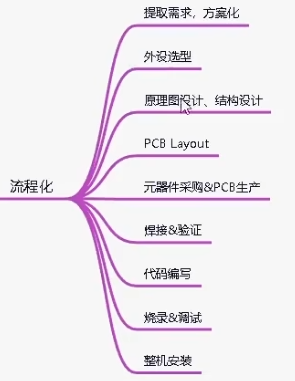 提取需求，方案化
外设选型
原理图设计、结构设计
PCB Layout
流程化
元器件采购&PCB生产
焊接&验证
代码编写
烧录&调试
整机安装